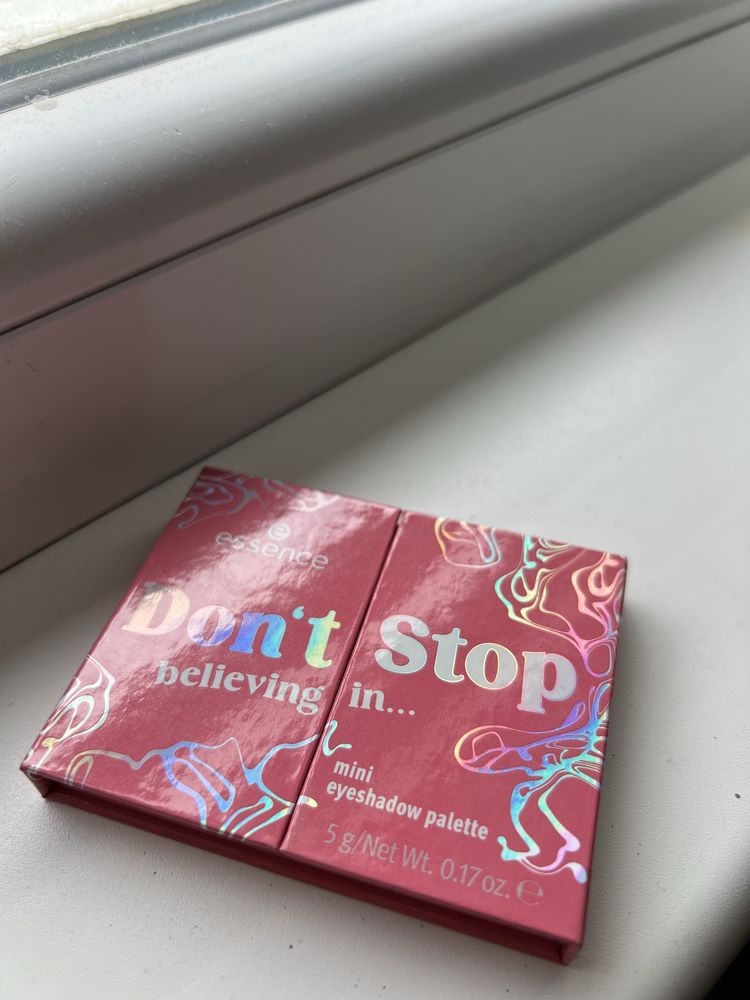 essence
Don't Stop
believing in...
mini
eyeshadow palette
5 g/Net Wt. 0.17 oz. ℮